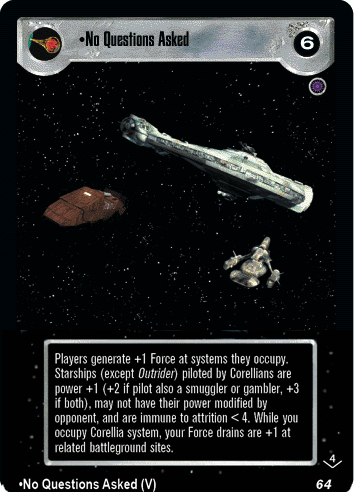 •No Questions Asked
6
Players generate +1 Force at systems they occupy.
Starships (except Outrider) piloted by Corellians are
power +1 (+2 if pilot also a smuggler or gambler, +3
if both), may not have their power modified by
opponent, and are immune to attrition < 4. While you
occupy Corellia system, your Force drains are +1 at
related battleground sites.
4
•No Questions Asked (V)
64